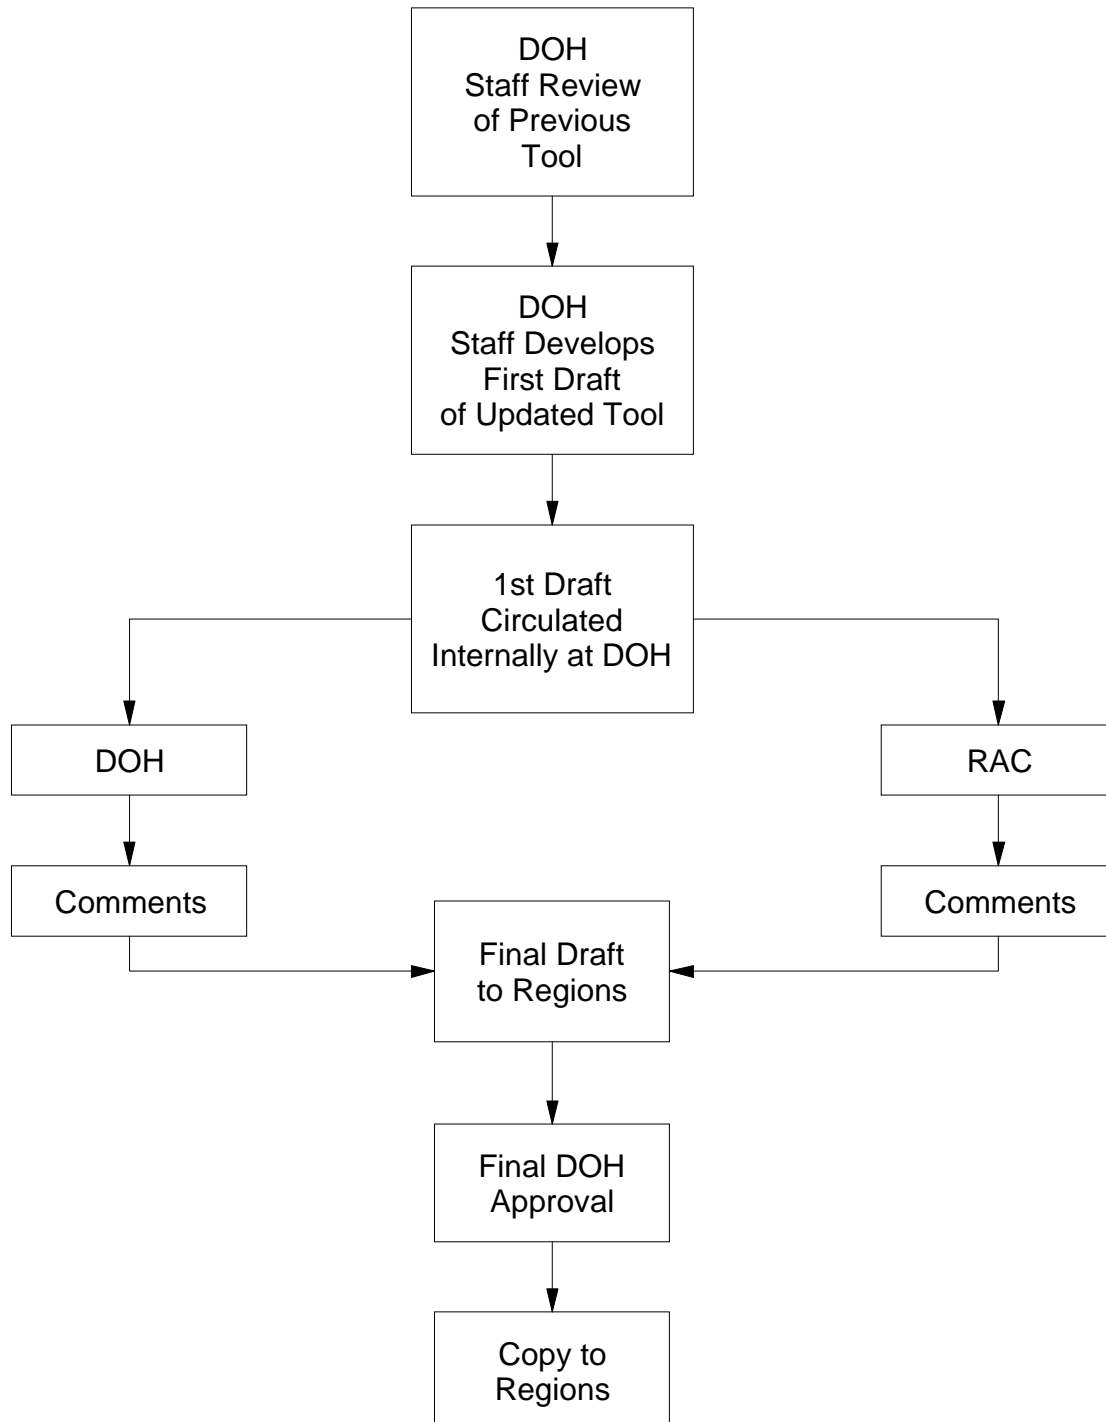 DOH
Staff Review
of Previous
Tool
DOH
Staff Develops
First Draft
of Updated Tool
1st Draft
Circulated
Internally at DOH
DOH
RAC
Comments
Comments
Final Draft
to Regions
Final DOH
Approval
Copy to
Regions